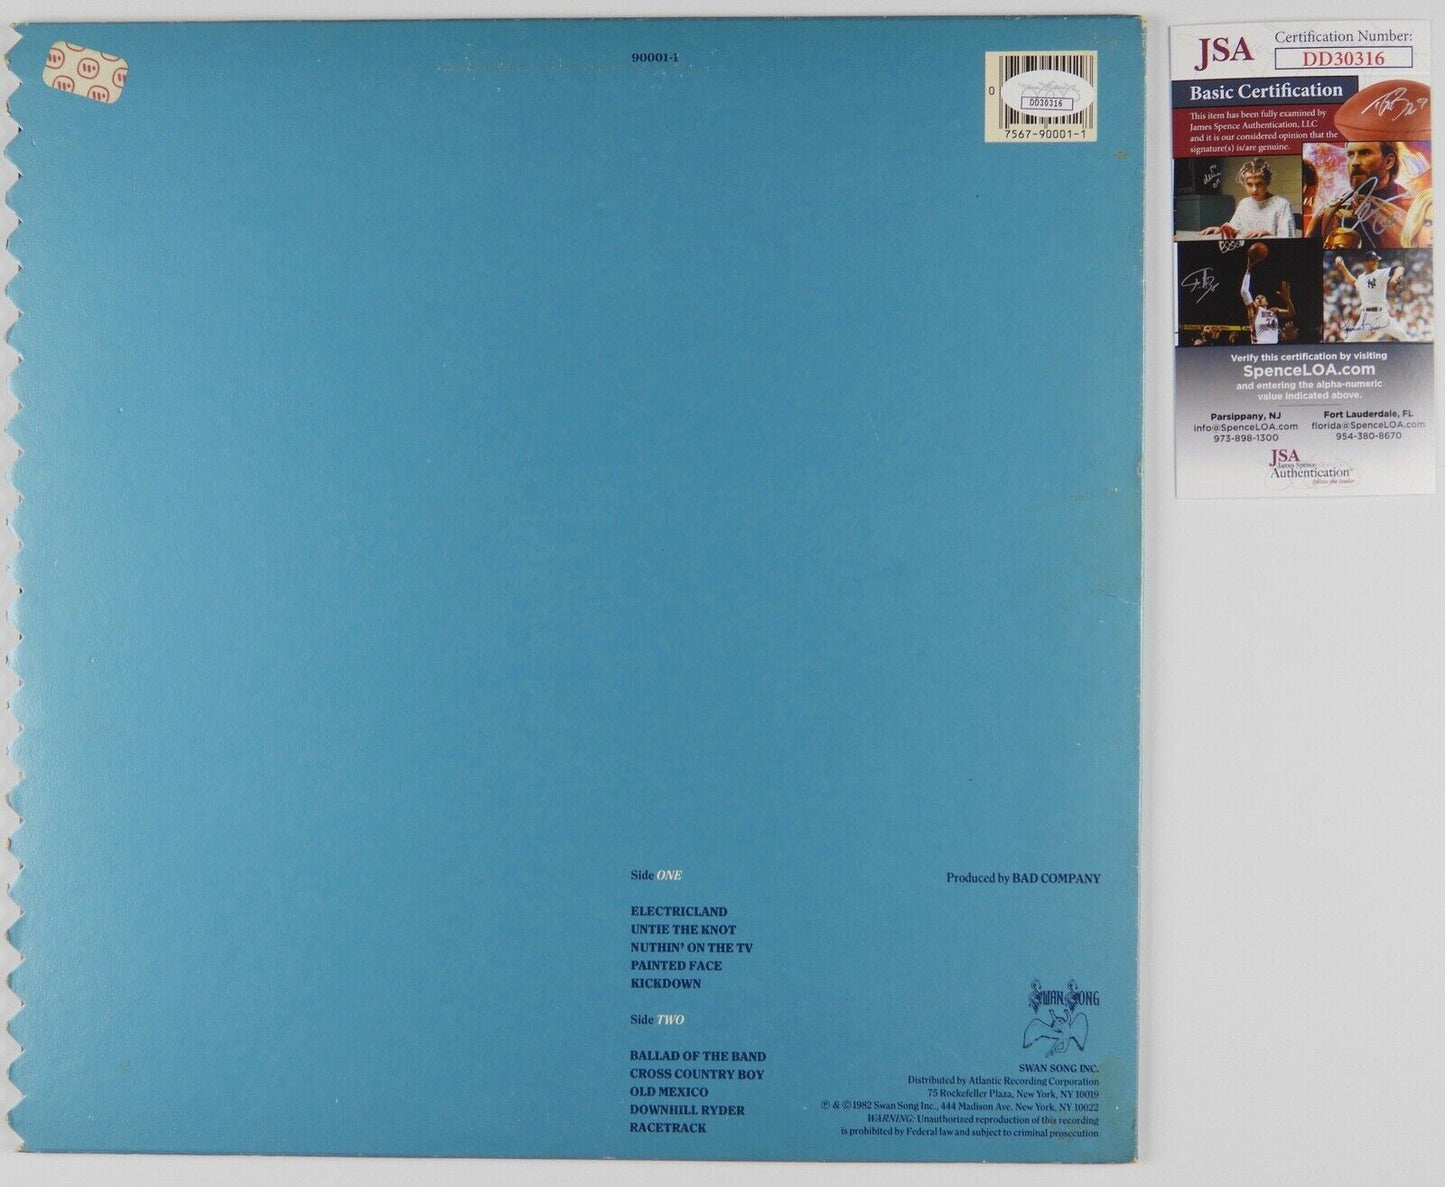 90001-1
0
DD30316
7567-90001-1
Side ONE
ELECTRICLAND
UNTIE THE KNOT
NUTHIN' ON THE TV
PAINTED FACE
KICKDOWN
Side TWO
BALLAD OF THE BAND
CROSS COUNTRY BOY
OLD MEXICO
DOWNHILL RYDER
RACETRACK
Produced by BAD COMPANY
SWAN SONG
SWAN SONG INC.
Distributed by Atlantic Recording Corporation
75 Rockefeller Plaza, New York, NY 10019
℗ & © 1982 Swan Song Inc., 444 Madison Ave. New York, NY 10022
WARNING: Unauthorized reproduction of this recording
is prohibited by Federal law and subject to criminal prosecution
JSA
Certification Number:
DD30316
Basic Certification
This item has been fully examined by
James Spence Authentication, LLC
and it is our considered opinion that the
signature(s) is/are genuine.
Verify this certification by visiting
SpenceLOA.com
and entering the alpha-numeric
value indicated above.
Parsippany, NJ
info@SpenceLOA.com
973-898-1300
Fort Lauderdale, FL
florida@SpenceLOA.com
954-380-8670
JSA
James Spence
Authentication
follow the leader